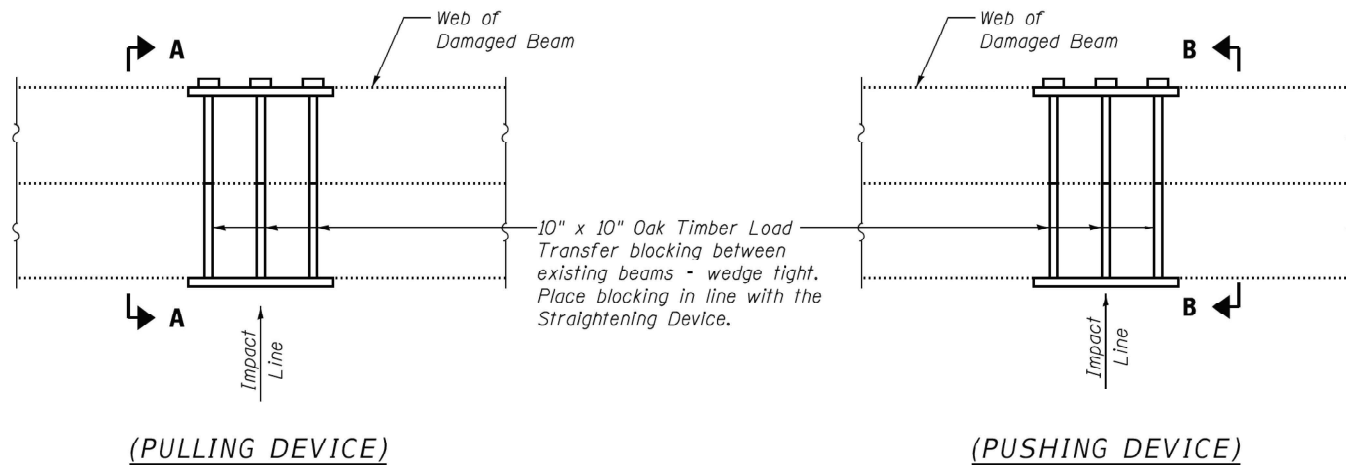 Web of
Damaged Beam
A
A
10" x 10" Oak Timber Load
Transfer blocking between
existing beams - wedge tight.
Place blocking in line with the
Straightening Device.
Impact
Line
(PULLING DEVICE)
Web of
Damaged Beam
B
B
Impact
Line
(PUSHING DEVICE)